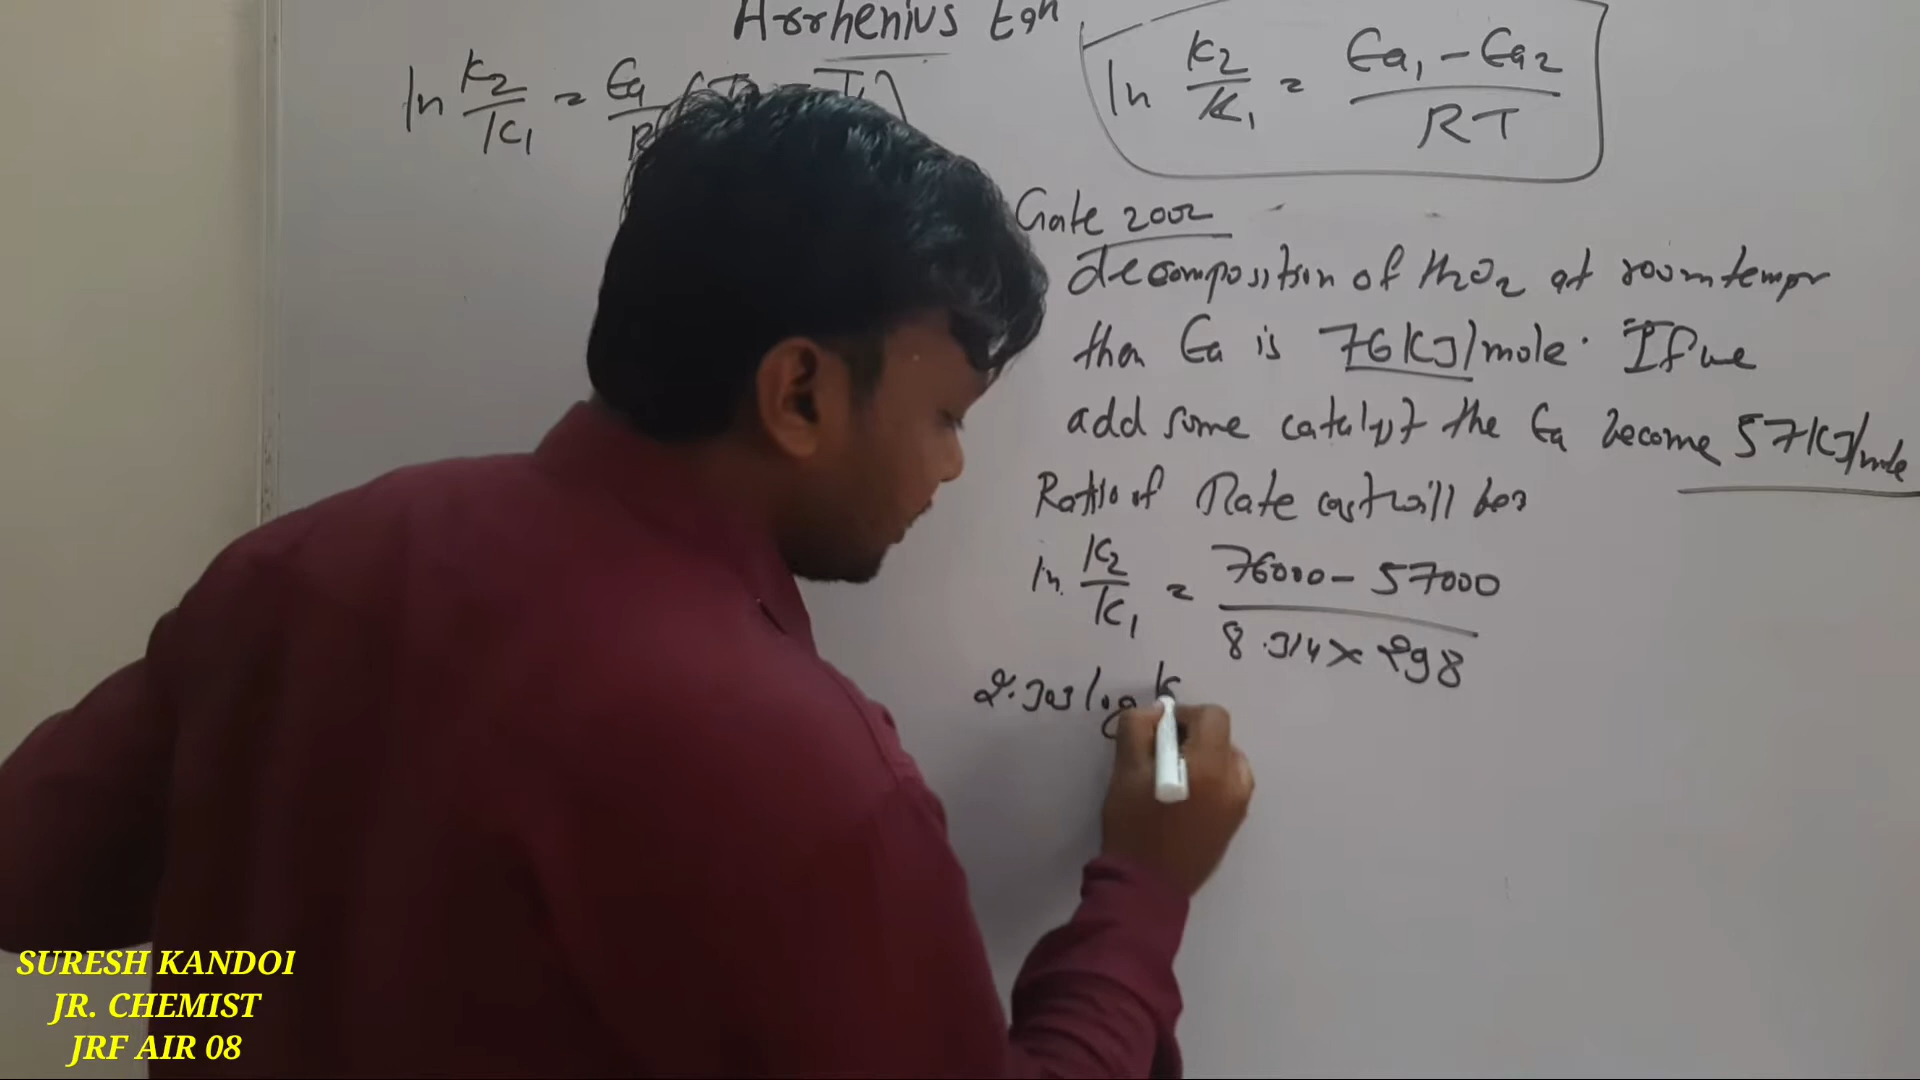 Arrhenius Eqn
ln K2/K1 = Ea/R
ln K2/K1 = Ea1 - Ea2 / RT
Gate 2002
decomposition of H2O2 at room tempr
then Ea is 76 KJ/mole. If we
add some catalyst the Ea become 57 KJ/mole
Ratio of Rate cost will be
ln K2/K1 = 76000 - 57000 / 8.314 × 298
2.303 log K
SURESH KANDOI
JR. CHEMIST
JRF AIR 08